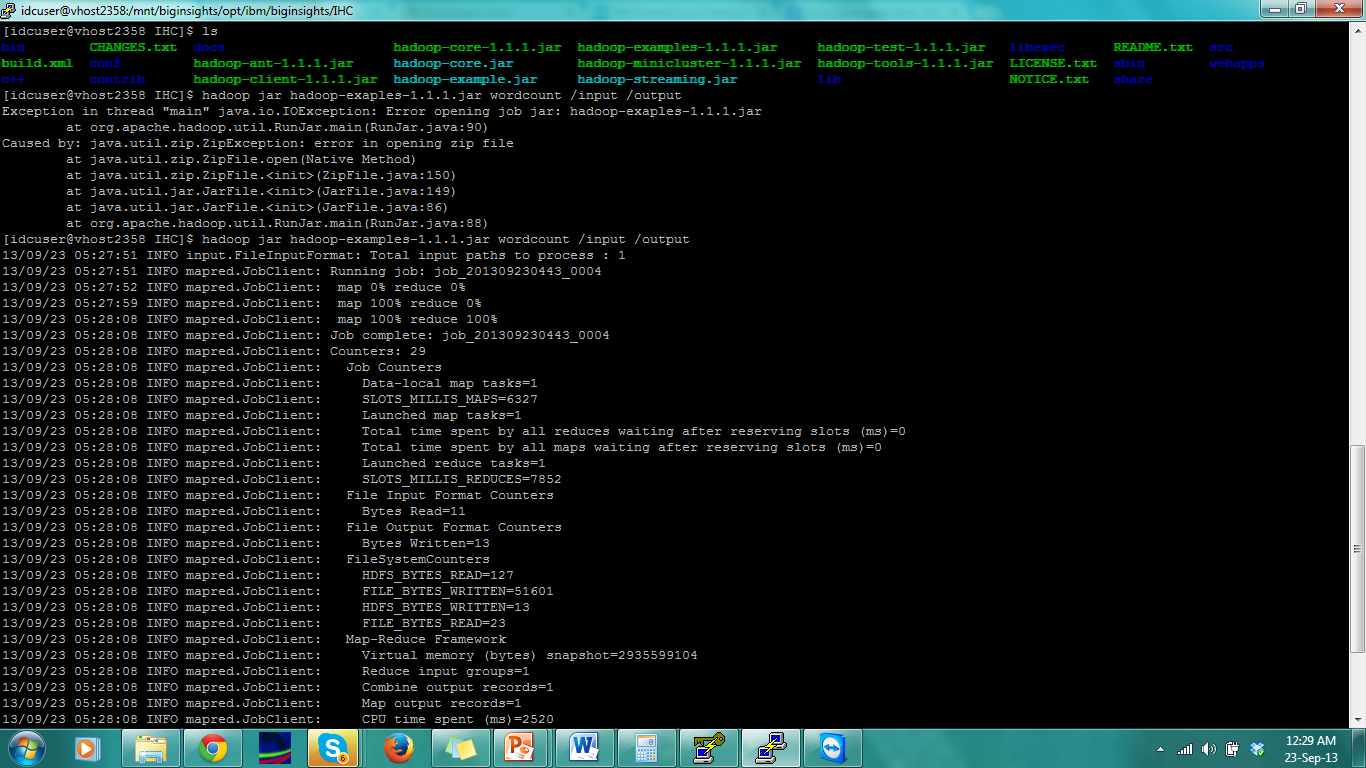 idcuser@vhost2358:/mnt/biginsights/opt/ibm/biginsights/IHC
[idcuser@vhost2358 IHC]$ ls
bin CHANGES.txt docs hadoop-core-1.1.1.jar hadoop-examples-1.1.1.jar hadoop-test-1.1.1.jar libexec README.txt src
build.xml conf hadoop-ant-1.1.1.jar hadoop-core.jar hadoop-minicluster-1.1.1.jar hadoop-tools-1.1.1.jar LICENSE.txt sbin webapps
c++ contrib hadoop-client-1.1.1.jar hadoop-example.jar hadoop-streaming.jar lib NOTICE.txt share
[idcuser@vhost2358 IHC]$ hadoop jar hadoop-exaples-1.1.1.jar wordcount /input /output
Exception in thread "main" java.io.IOException: Error opening job jar: hadoop-exaples-1.1.1.jar
at org.apache.hadoop.util.RunJar.main(RunJar.java:90)
Caused by: java.util.zip.ZipException: error in opening zip file
at java.util.zip.ZipFile.open(Native Method)
at java.util.zip.ZipFile.<init>(ZipFile.java:150)
at java.util.jar.JarFile.<init>(JarFile.java:149)
at java.util.jar.JarFile.<init>(JarFile.java:86)
at org.apache.hadoop.util.RunJar.main(RunJar.java:88)
[idcuser@vhost2358 IHC]$ hadoop jar hadoop-examples-1.1.1.jar wordcount /input /output
13/09/23 05:27:51 INFO input.FileInputFormat: Total input paths to process : 1
13/09/23 05:27:51 INFO mapred.JobClient: Running job: job_201309230443_0004
13/09/23 05:27:52 INFO mapred.JobClient: map 0% reduce 0%
13/09/23 05:27:59 INFO mapred.JobClient: map 100% reduce 0%
13/09/23 05:28:08 INFO mapred.JobClient: map 100% reduce 100%
13/09/23 05:28:08 INFO mapred.JobClient: Job complete: job_201309230443_0004
13/09/23 05:28:08 INFO mapred.JobClient: Counters: 29
13/09/23 05:28:08 INFO mapred.JobClient: Job Counters
13/09/23 05:28:08 INFO mapred.JobClient: Data-local map tasks=1
13/09/23 05:28:08 INFO mapred.JobClient: SLOTS_MILLIS_MAPS=6327
13/09/23 05:28:08 INFO mapred.JobClient: Launched map tasks=1
13/09/23 05:28:08 INFO mapred.JobClient: Total time spent by all reduces waiting after reserving slots (ms)=0
13/09/23 05:28:08 INFO mapred.JobClient: Total time spent by all maps waiting after reserving slots (ms)=0
13/09/23 05:28:08 INFO mapred.JobClient: Launched reduce tasks=1
13/09/23 05:28:08 INFO mapred.JobClient: SLOTS_MILLIS_REDUCES=7852
13/09/23 05:28:08 INFO mapred.JobClient: File Input Format Counters
13/09/23 05:28:08 INFO mapred.JobClient: Bytes Read=11
13/09/23 05:28:08 INFO mapred.JobClient: File Output Format Counters
13/09/23 05:28:08 INFO mapred.JobClient: Bytes Written=13
13/09/23 05:28:08 INFO mapred.JobClient: FileSystemCounters
13/09/23 05:28:08 INFO mapred.JobClient: HDFS_BYTES_READ=127
13/09/23 05:28:08 INFO mapred.JobClient: FILE_BYTES_WRITTEN=51601
13/09/23 05:28:08 INFO mapred.JobClient: HDFS_BYTES_WRITTEN=13
13/09/23 05:28:08 INFO mapred.JobClient: FILE_BYTES_READ=23
13/09/23 05:28:08 INFO mapred.JobClient: Map-Reduce Framework
13/09/23 05:28:08 INFO mapred.JobClient: Virtual memory (bytes) snapshot=2935599104
13/09/23 05:28:08 INFO mapred.JobClient: Reduce input groups=1
13/09/23 05:28:08 INFO mapred.JobClient: Combine output records=1
13/09/23 05:28:08 INFO mapred.JobClient: Map output records=1
13/09/23 05:28:08 INFO mapred.JobClient: CPU time spent (ms)=2520
12:29 AM
23-Sep-13